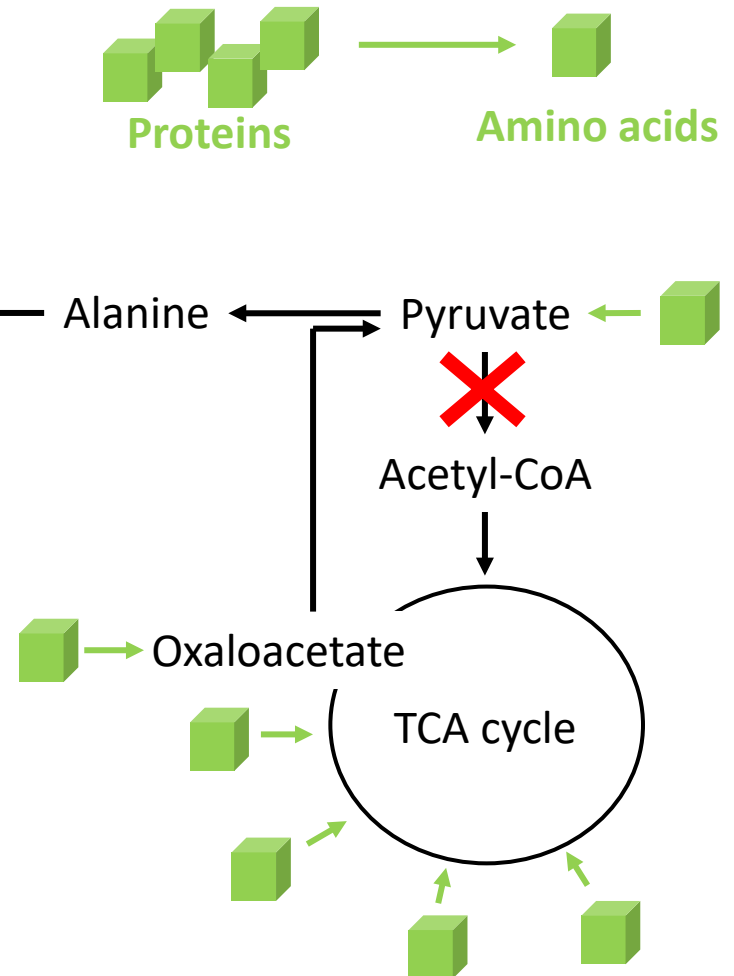 Proteins
Amino acids
Alanine
Pyruvate
Acetyl-CoA
Oxaloacetate
TCA cycle